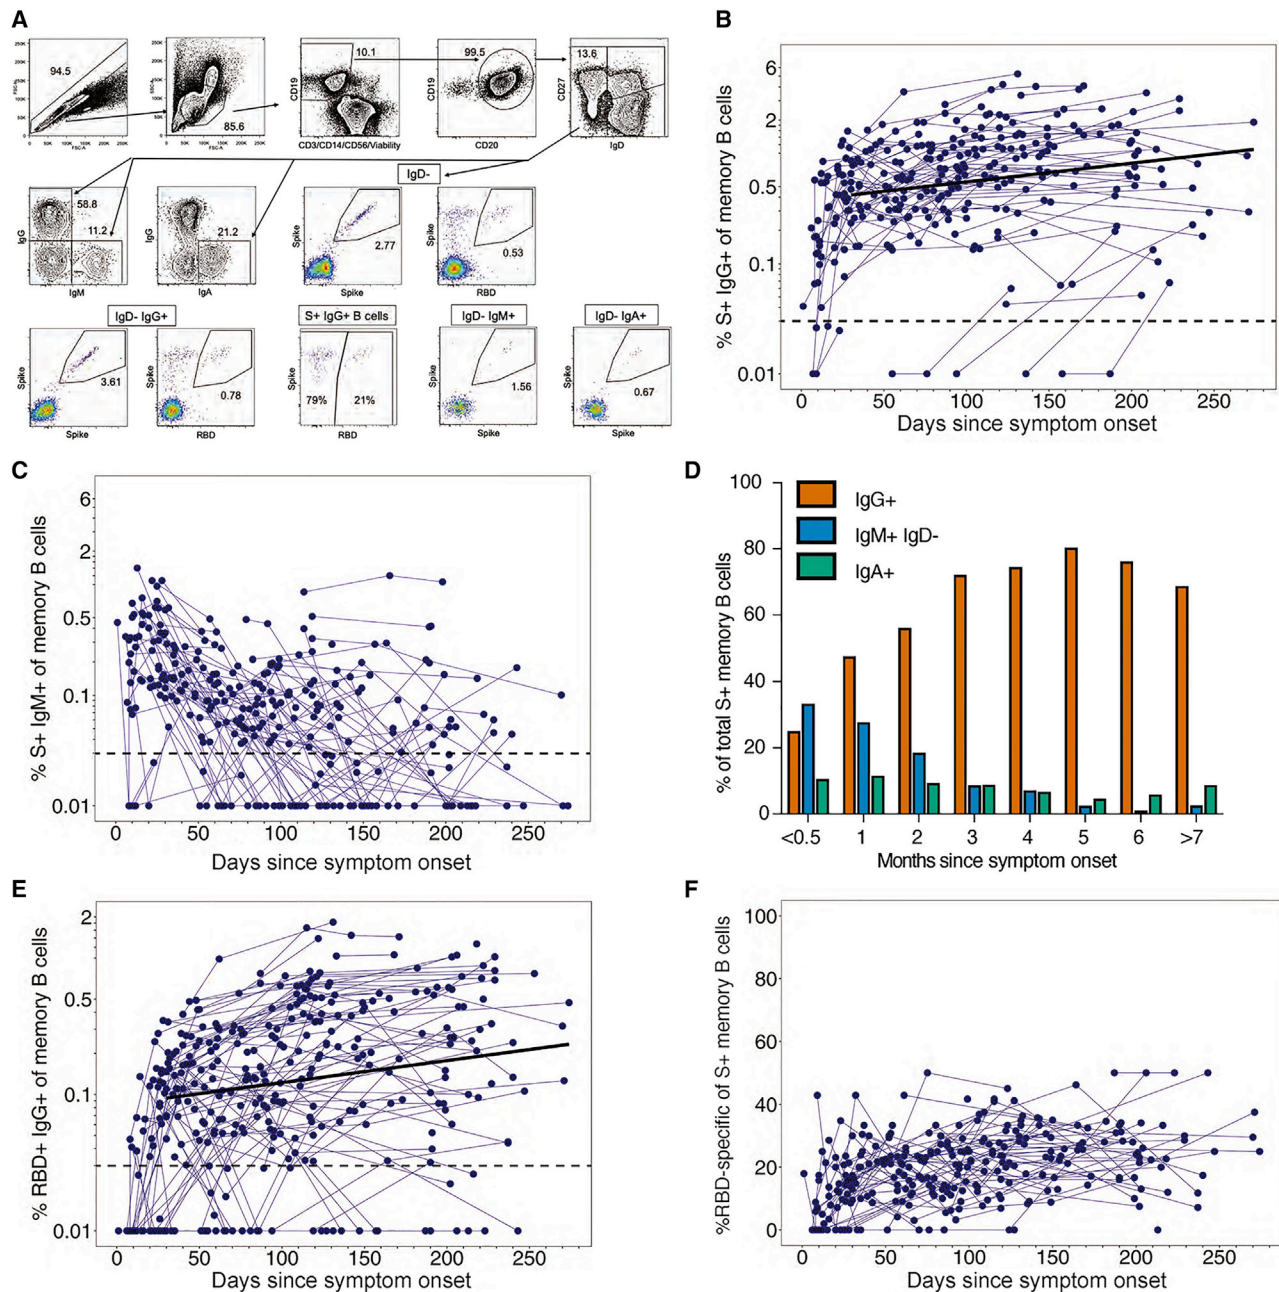 A
94.5
FSC-A
85.6
FSC-A
CD19
10.1
CD3/CD14/CD56/Viability
CD19
99.5
CD20
CD27
13.6
IgD
IgD-
IgG
58.8
11.2
IgM
IgG
21.2
IgA
Spike
2.77
Spike
Spike
0.53
RBD
IgD- IgG+
S+ IgG+ B cells
IgD- IgM+
IgD- IgA+
Spike
3.61
Spike
Spike
0.78
RBD
Spike
79%
21%
RBD
Spike
1.56
Spike
Spike
0.67
Spike
B
% S+ IgG+ of memory B cells
6
2
0.5
0.1
0.01
0 50 100 150 200 250
Days since symptom onset
C
% S+ IgM+ of memory B cells
6
2
0.5
0.1
0.01
0 50 100 150 200 250
Days since symptom onset
D
% of total S+ memory B cells
100
80
60
40
20
0
IgG+
IgM+ IgD-
IgA+
<0.5 1 2 3 4 5 6 >7
Months since symptom onset
E
% RBD+ IgG+ of memory B cells
2
0.5
0.1
0.01
0 50 100 150 200 250
Days since symptom onset
F
%RBD-specific of S+ memory B cells
100
80
60
40
20
0
0 50 100 150 200 250
Days since symptom onset